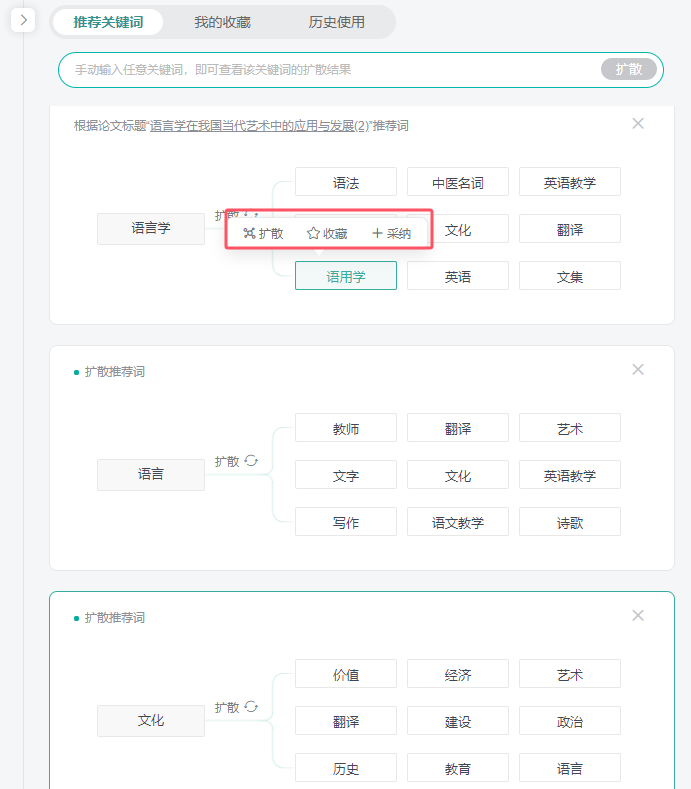 推荐关键词 我的收藏 历史使用
手动输入任意关键词，即可查看该关键词的扩散结果 扩散
根据论文标题“语言学在我国当代艺术中的应用与发展(2)”推荐词
语法 中医名词 英语教学
语言学 扩散
扩散 收藏 采纳 文化 翻译
语用学 英语 文集
扩散推荐词
教师 翻译 艺术
语言 扩散 文字 文化 英语教学
写作 语文教学 诗歌
扩散推荐词
价值 经济 艺术
文化 扩散 翻译 建设 政治
历史 教育 语言